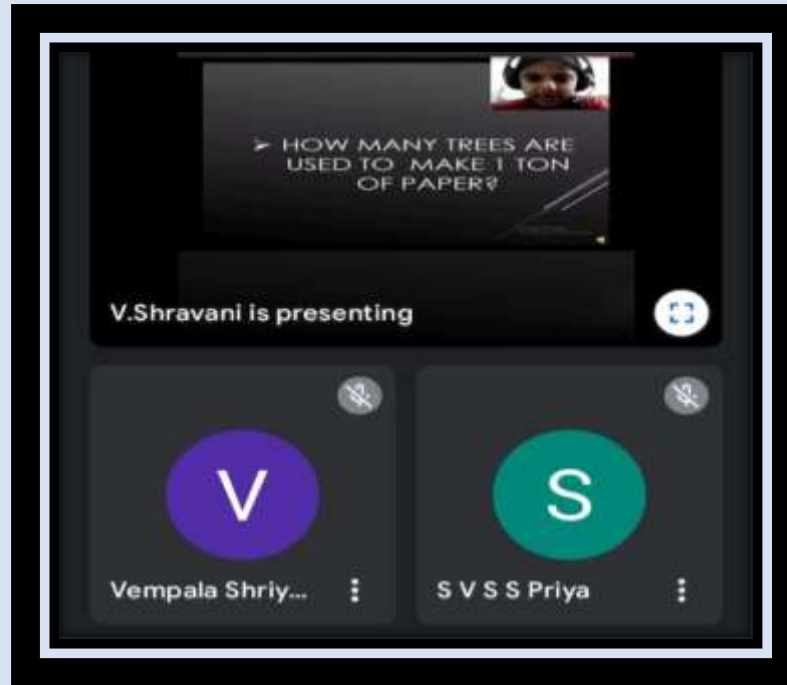 ➢ HOW MANY TREES ARE
USED TO MAKE 1 TON
OF PAPER?
V.Shravani is presenting
V
S
Vempala Shriy...
S V S S Priya